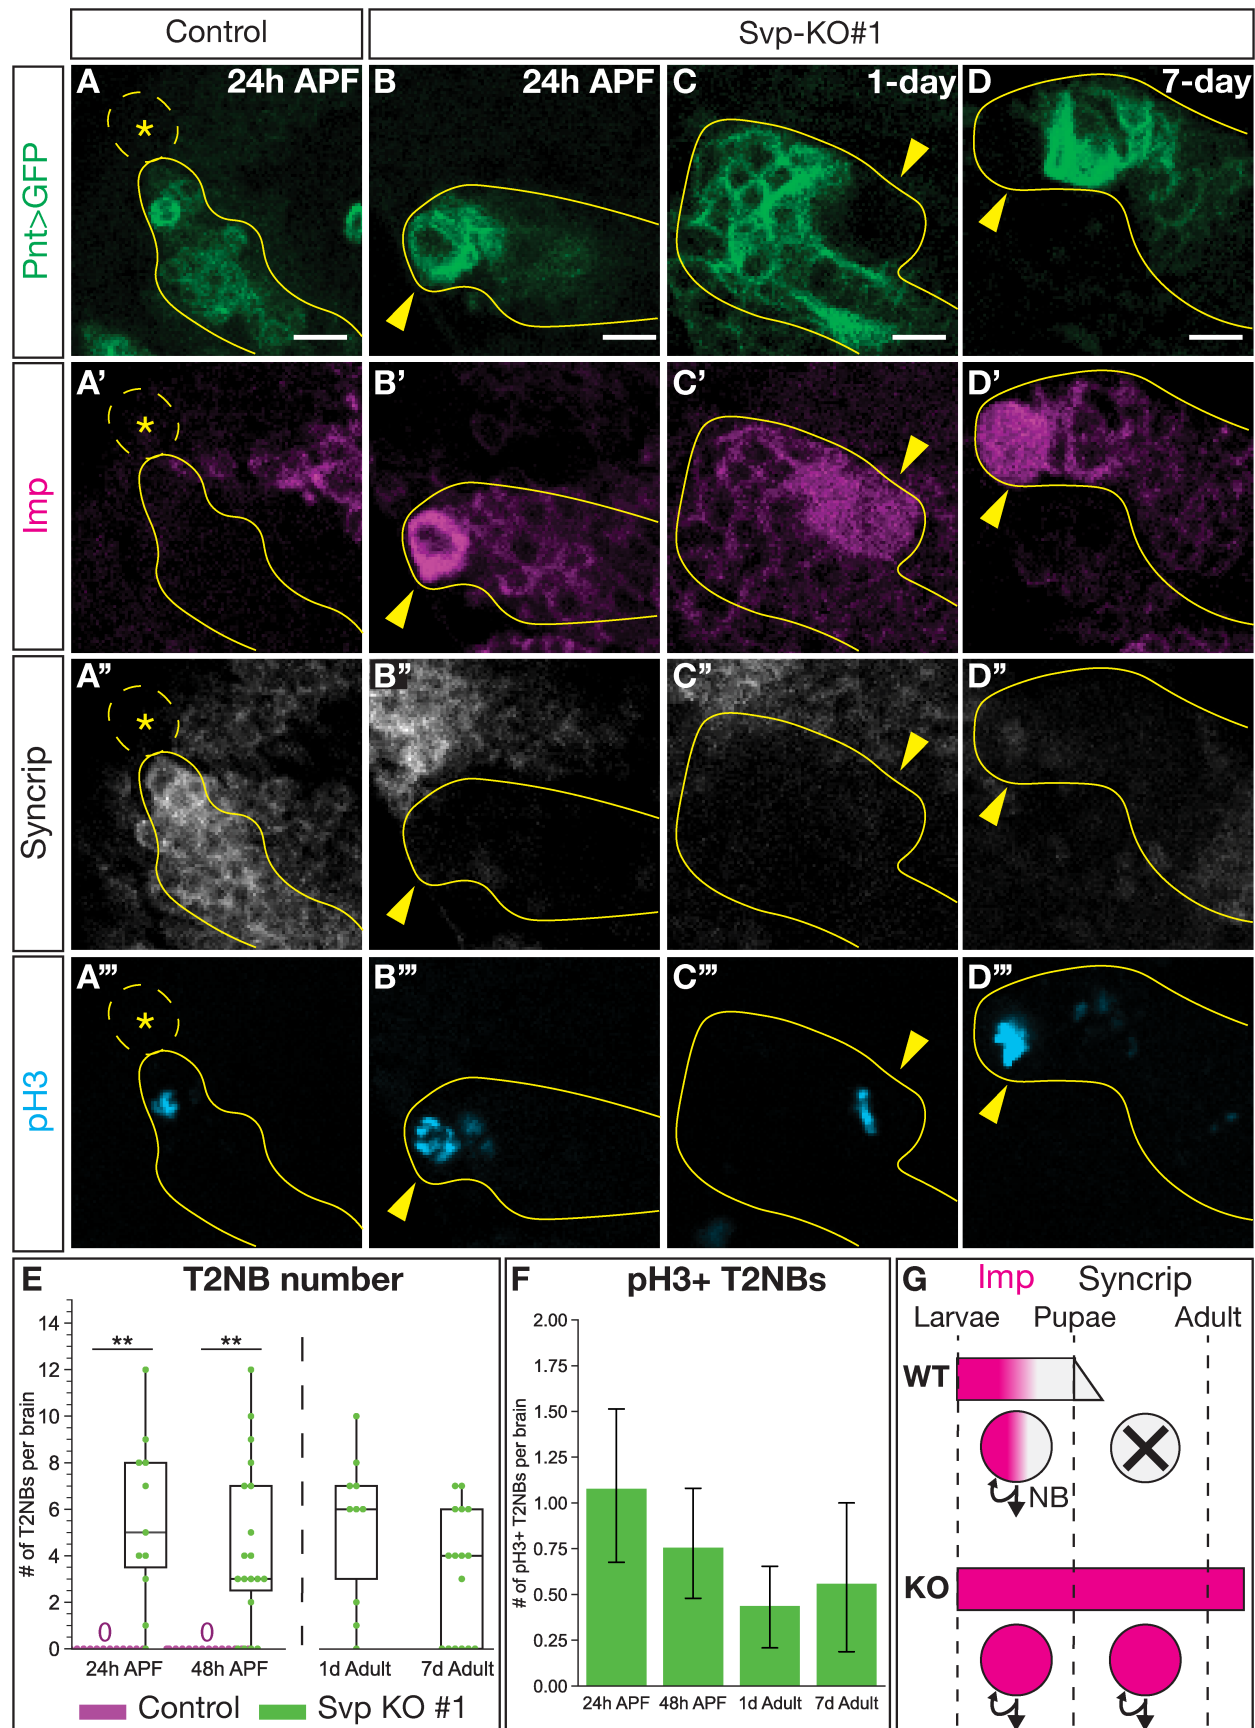 Control
Svp-KO#1
Pnt>GFP
A 24h APF
B 24h APF
C 1-day
D 7-day
*
Imp
A’
B’
C’
D’
*
Syncrip
A”
B”
C”
D”
*
pH3
A”’
B”’
C”’
D”’
*
E T2NB number
# of T2NBs per brain
14
12
10
8
6
4
2
0
**
**
0
0
24h APF 48h APF 1d Adult 7d Adult
Control Svp KO #1
F pH3+ T2NBs
# of pH3+ T2NBs per brain
2.00
1.75
1.50
1.25
1.00
0.75
0.50
0.25
0.00
24h APF 48h APF 1d Adult 7d Adult
G Imp Syncrip
Larvae Pupae Adult
WT
NB
KO